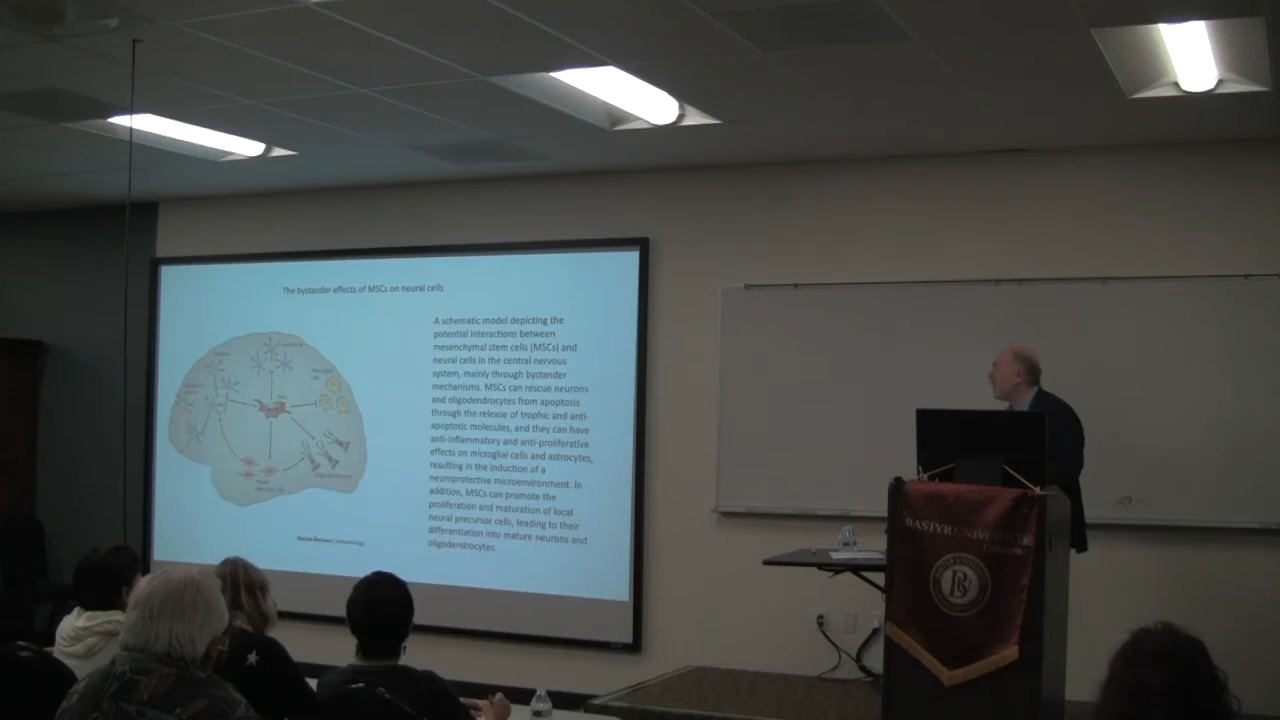 The bystander effects of MSCs on neural cells
A schematic model depicting the
potential interactions between
mesenchymal stem cells (MSCs) and
neural cells in the central nervous
system, mainly through bystander
mechanisms. MSCs can rescue neurons
and oligodendrocytes from apoptosis
through the release of trophic and anti-
apoptotic molecules, and they can have
anti-inflammatory and anti-proliferative
effects on microglial cells and astrocytes,
resulting in the induction of a
neuroprotective microenvironment. In
addition, MSCs can promote the
proliferation and maturation of local
neural precursor cells, leading to their
differentiation into mature neurons and
oligodendrocytes.
Nature Reviews | Immunology
BASTYR UNIVERSITY
California